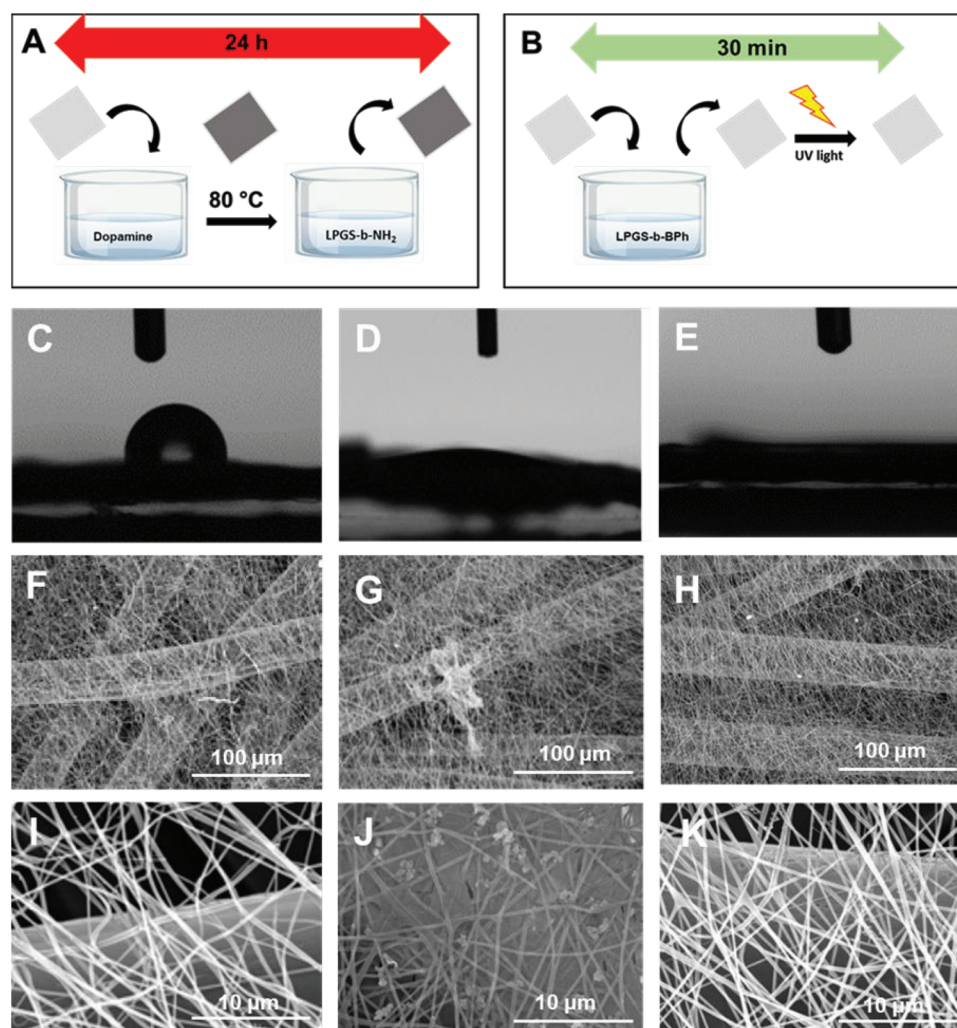 A
24 h
80 °C
Dopamine
LPGS-b-NH₂
B
30 min
UV light
LPGS-b-BPh
C
D
E
F
100 µm
G
100 µm
H
100 µm
I
10 µm
J
10 µm
K
10 µm